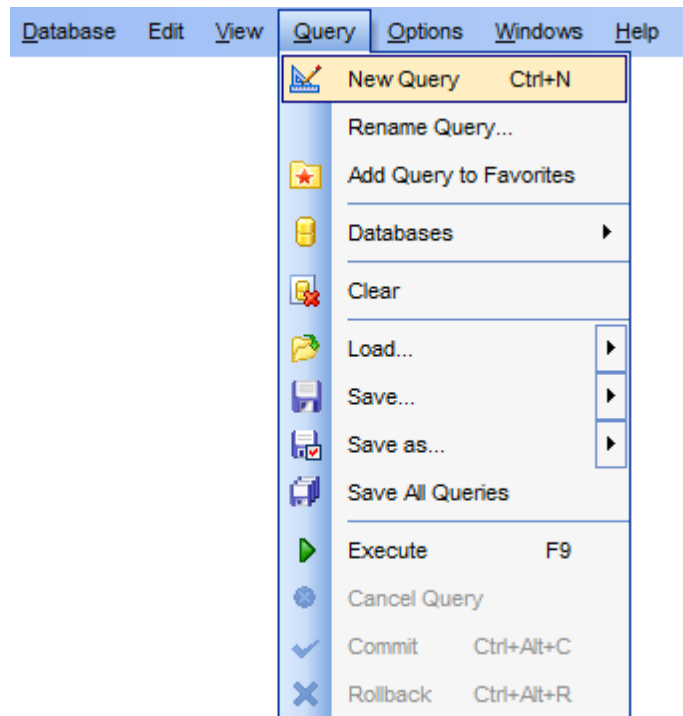 Database Edit View Query Options Windows Help
New Query Ctrl+N
Rename Query...
Add Query to Favorites
Databases
Clear
Load...
Save...
Save as...
Save All Queries
Execute F9
Cancel Query
Commit Ctrl+Alt+C
Rollback Ctrl+Alt+R